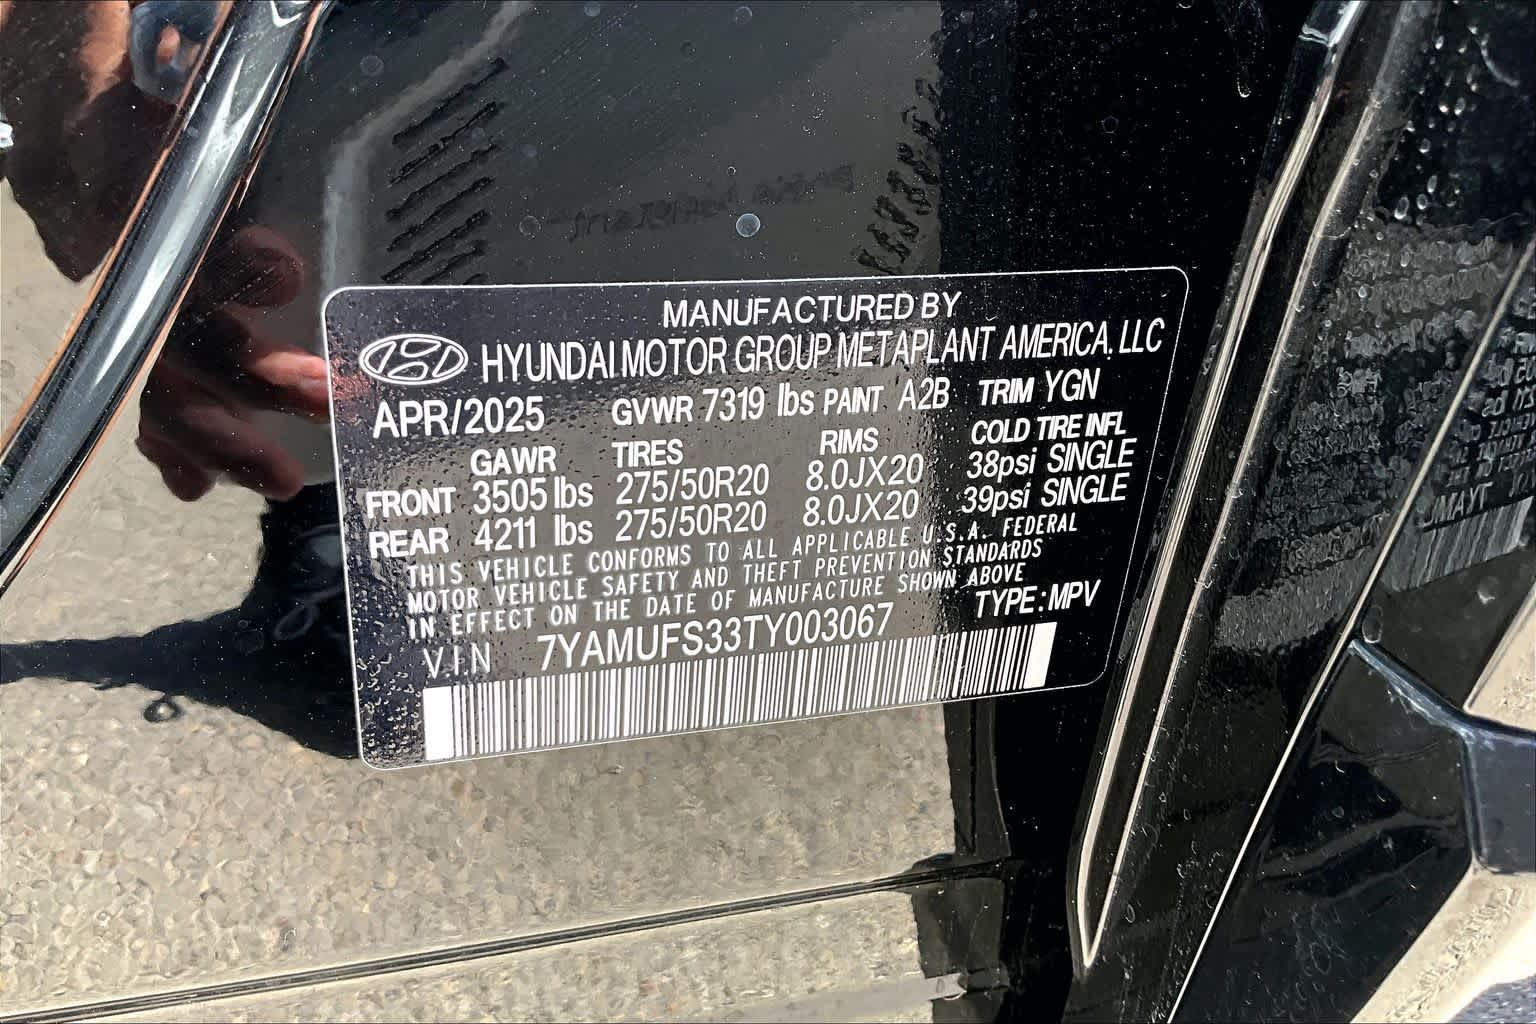 MANUFACTURED BY
HYUNDAI MOTOR GROUP METAPLANT AMERICA, LLC
APR/2025 GVWR 7319 lbs PAINT A2B TRIM YGN
GAWR TIRES RIMS COLD TIRE INFL
FRONT 3505 lbs 275/50R20 8.0JX20 38psi SINGLE
REAR 4211 lbs 275/50R20 8.0JX20 39psi SINGLE
THIS VEHICLE CONFORMS TO ALL APPLICABLE U.S.A. FEDERAL
MOTOR VEHICLE SAFETY AND THEFT PREVENTION STANDARDS
IN EFFECT ON THE DATE OF MANUFACTURE SHOWN ABOVE
VIN 7YAMUFS33TY003067 TYPE:MPV